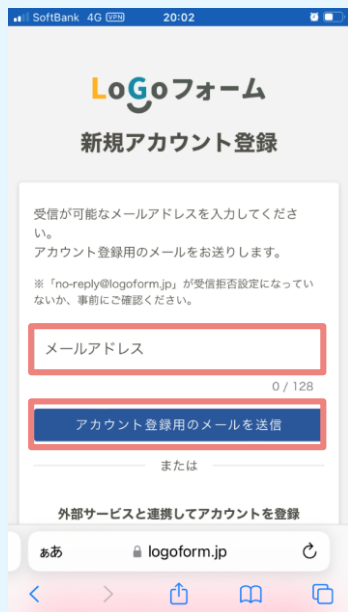 SoftBank 4G VPN 20:02
LoGoフォーム
新規アカウント登録
受信が可能なメールアドレスを入力してくださ
い。
アカウント登録用のメールをお送りします。
※「no-reply@logoform.jp」が受信拒否設定になってい
ないか、事前にご確認ください。
メールアドレス
0 / 128
アカウント登録用のメールを送信
または
外部サービスと連携してアカウントを登録
ぁあ logoform.jp